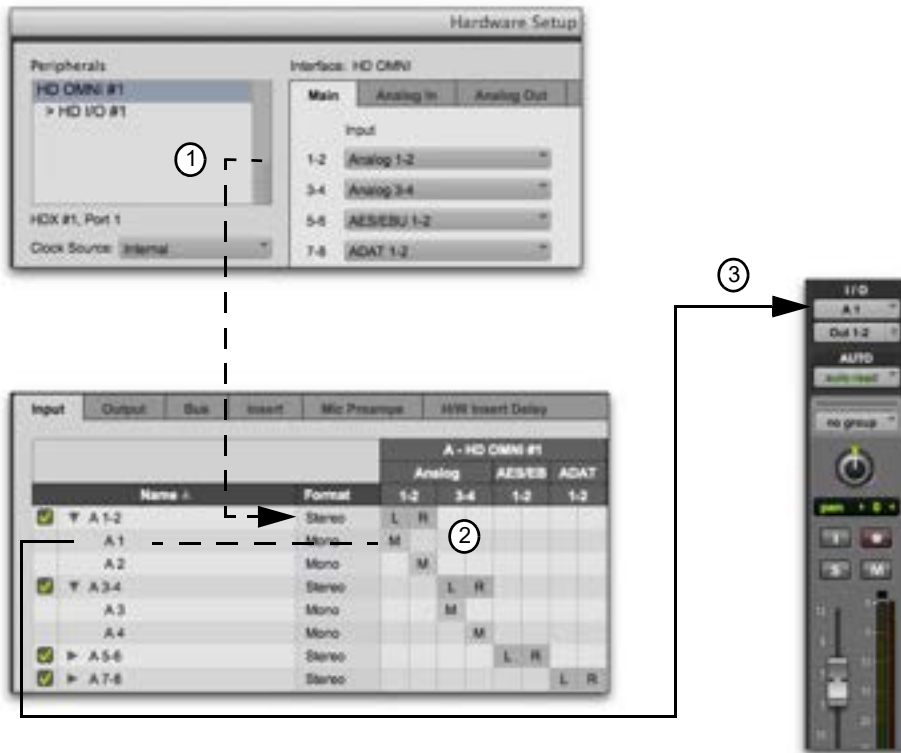 Hardware Setup
Peripherals
Interface: HD OMNI
HD OMNI #1
> HD I/O #1
Main Analog In Analog Out
Input
1
1-2 Analog 1-2
3-4 Analog 3-4
HDX #1, Port 1
5-6 AES/EBU 1-2
Clock Source: Internal
7-8 ADAT 1-2
3
I/O
A 1
Out 1-2
AUTO
auto read
no group
Input Output Bus Insert Mic Preamps H/W Insert Delay
A - HD OMNI #1
Analog AES/EB ADAT
Name Format 1-2 3-4 1-2 1-2
A 1-2 Stereo L R
2
A 1 Mono M
A 2 Mono M
A 3-4 Stereo L R
A 3 Mono M
A 4 Mono M
A 5-6 Stereo L R
A 7-8 Stereo L R
pan 0
I
S M